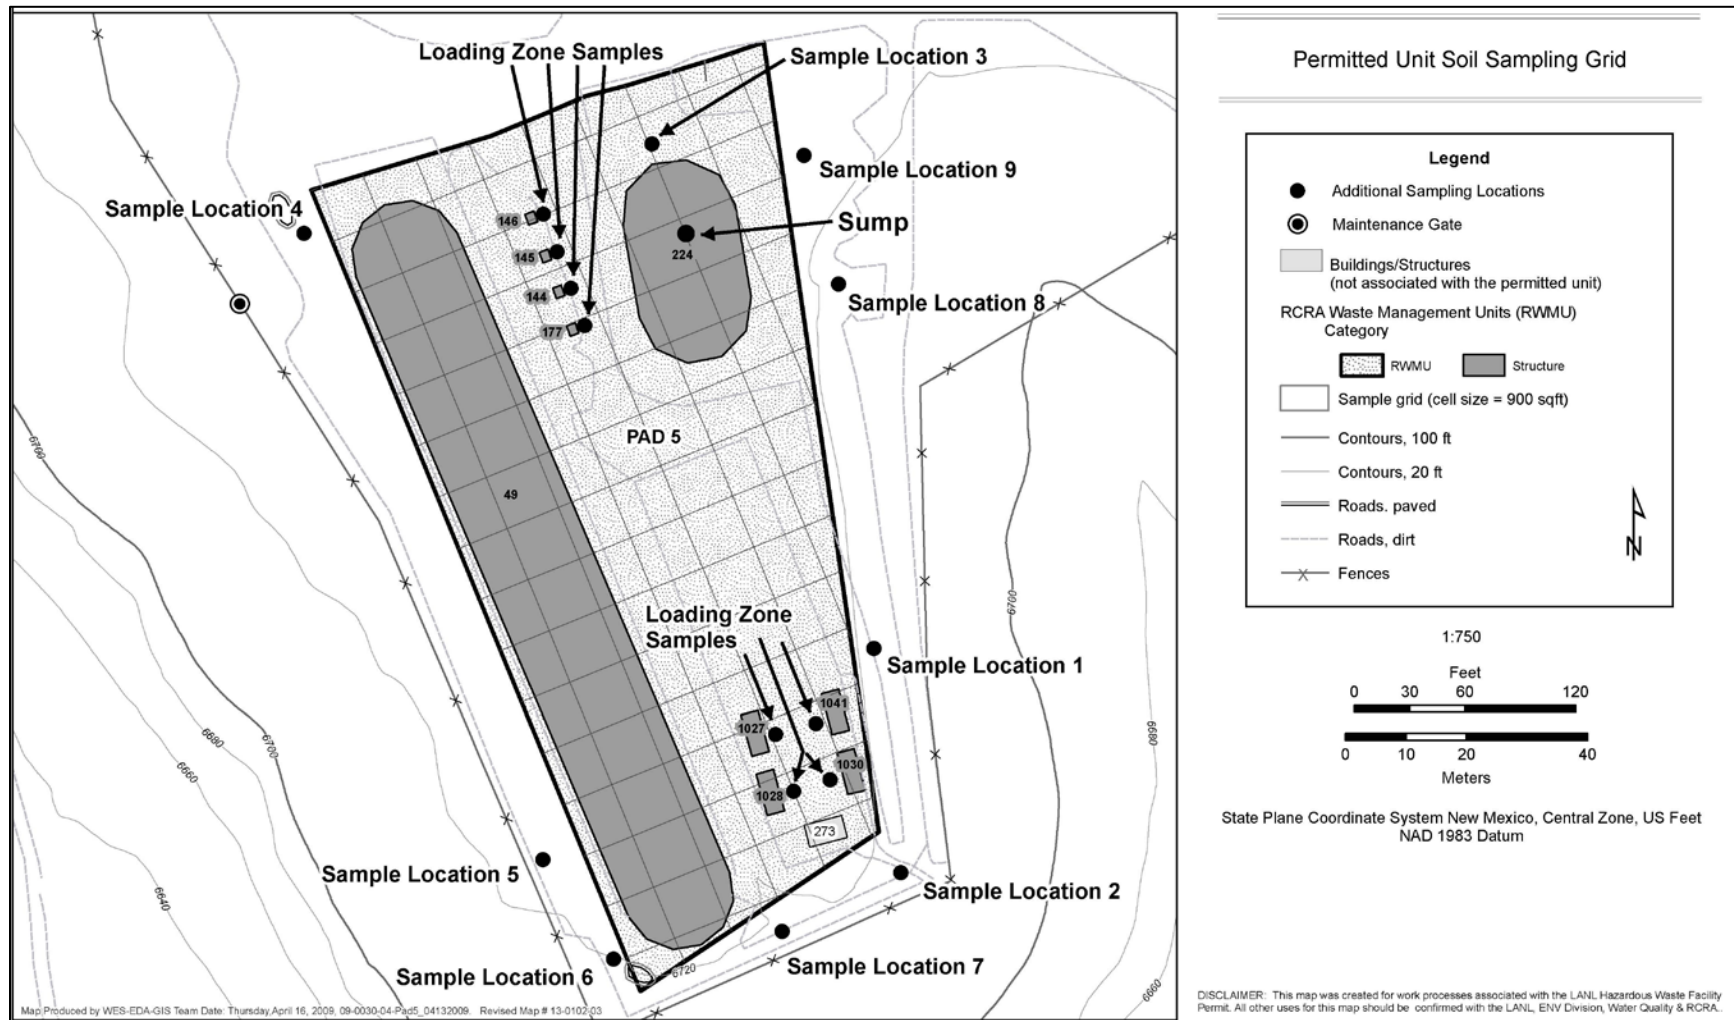 Loading Zone Samples
Sample Location 3
Sample Location 9
Sample Location 4
146
Sump
145
224
144
Sample Location 8
177
PAD 5
6700
49
6700
6680
6660
6640
Loading Zone
Samples
Sample Location 1
1041
1027
1030
1028
273
Sample Location 5
Sample Location 2
Sample Location 6
6720
Sample Location 7
6700
6680
6660
Map Produced by WES-EDA-GIS Team Date: Thursday,April 16, 2009, 09-0030-04-Pad5_04132009. Revised Map # 13-0102-03
Permitted Unit Soil Sampling Grid
Legend
Additional Sampling Locations
Maintenance Gate
Buildings/Structures
(not associated with the permitted unit)
RCRA Waste Management Units (RWMU)
Category
RWMU
Structure
Sample grid (cell size = 900 sqft)
Contours, 100 ft
Contours, 20 ft
Roads. paved
Roads, dirt
Fences
N
1:750
Feet
0 30 60 120
0 10 20 40
Meters
State Plane Coordinate System New Mexico, Central Zone, US Feet
NAD 1983 Datum
DISCLAIMER: This map was created for work processes associated with the LANL Hazardous Waste Facility
Permit. All other uses for this map should be confirmed with the LANL, ENV Division, Water Quality & RCRA..